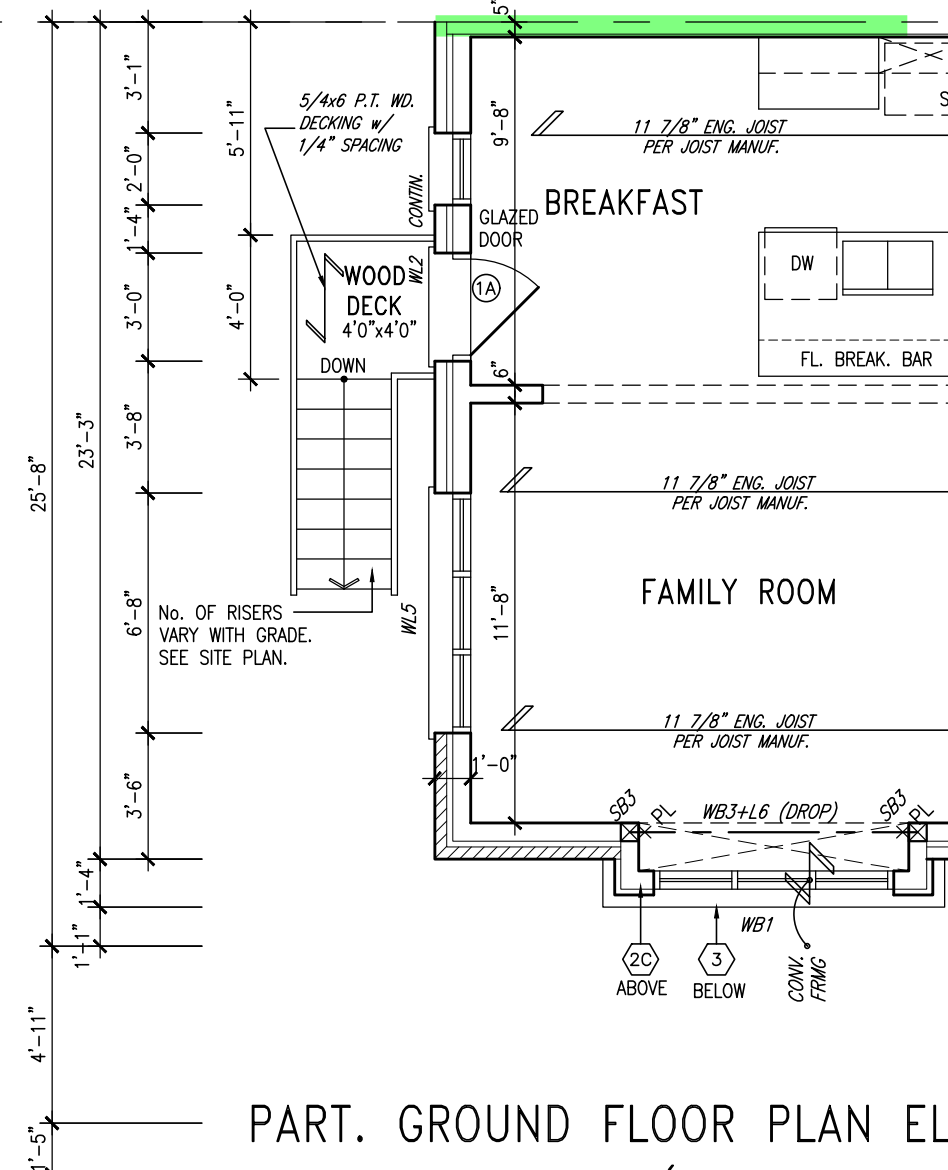 5"
3'-1"
5'-11"
5/4x6 P.T. WD.
DECKING w/
1/4" SPACING
9'-8"
11 7/8" ENG. JOIST
PER JOIST MANUF.
S
2'-0"
CONTIN.
BREAKFAST
1'-4"
GLAZED
DOOR
WL2
DW
WOOD
DECK
4'0"x4'0"
1A
3'-0"
4'-0"
DOWN
6"
FL. BREAK. BAR
3'-8"
23'-3"
25'-8"
11 7/8" ENG. JOIST
PER JOIST MANUF.
FAMILY ROOM
No. OF RISERS
VARY WITH GRADE.
SEE SITE PLAN.
6'-8"
WL5
11'-8"
11 7/8" ENG. JOIST
PER JOIST MANUF.
1'-0"
3'-6"
SB3
PL
WB3+L6 (DROP)
SB3
PL
1'-4"
WB1
1'-1"
2C
ABOVE
3
BELOW
CONV.
FRMG
4'-11"
PART. GROUND FLOOR PLAN EL
1'-5"